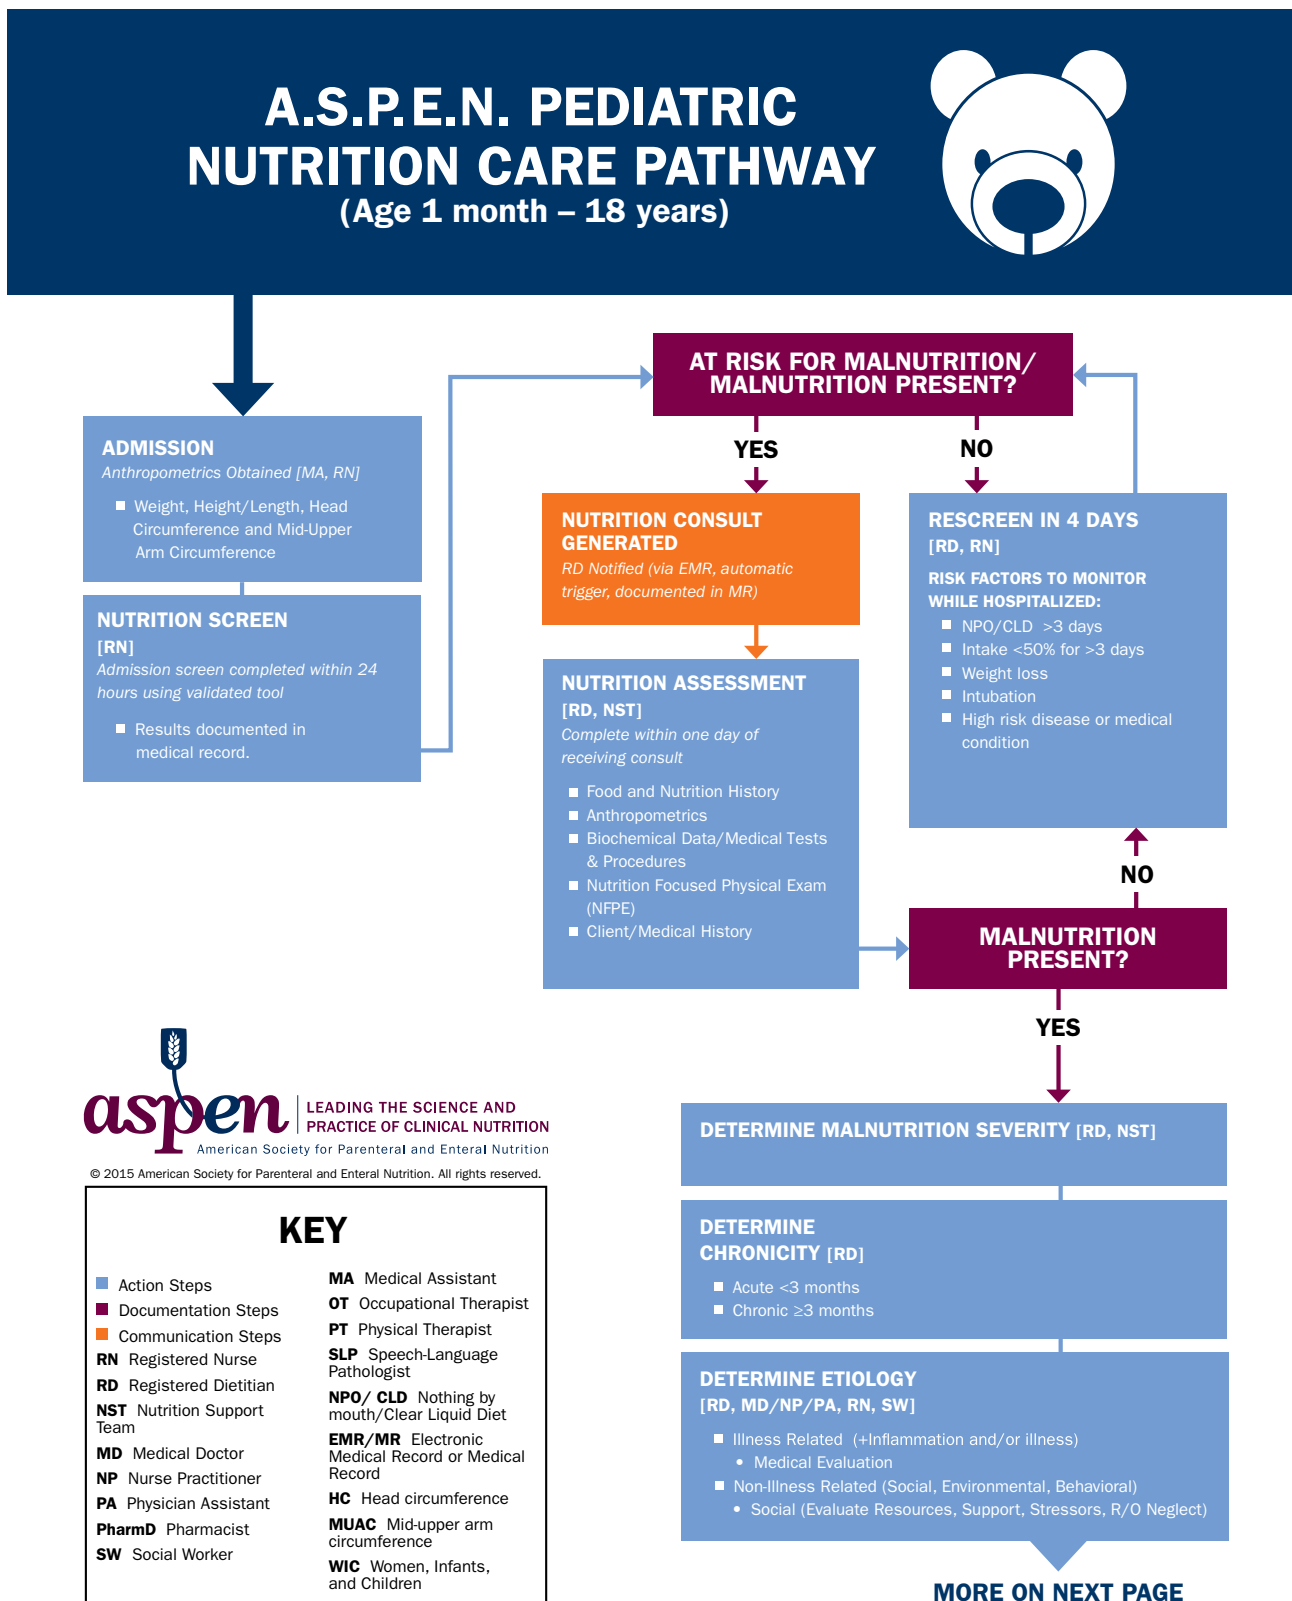 A.S.P.E.N. PEDIATRIC
NUTRITION CARE PATHWAY
(Age 1 month – 18 years)
ADMISSION
Anthropometrics Obtained [MA, RN]
Weight, Height/Length, Head
Circumference and Mid-Upper
Arm Circumference
NUTRITION SCREEN
[RN]
Admission screen completed within 24
hours using validated tool
Results documented in
medical record.
AT RISK FOR MALNUTRITION/
MALNUTRITION PRESENT?
YES
NO
NUTRITION CONSULT
GENERATED
RD Notified (via EMR, automatic
trigger, documented in MR)
NUTRITION ASSESSMENT
[RD, NST]
Complete within one day of
receiving consult
Food and Nutrition History
Anthropometrics
Biochemical Data/Medical Tests
& Procedures
Nutrition Focused Physical Exam
(NFPE)
Client/Medical History
RESCREEN IN 4 DAYS
[RD, RN]
RISK FACTORS TO MONITOR
WHILE HOSPITALIZED:
NPO/CLD >3 days
Intake <50% for >3 days
Weight loss
Intubation
High risk disease or medical
condition
NO
MALNUTRITION
PRESENT?
YES
DETERMINE MALNUTRITION SEVERITY [RD, NST]
DETERMINE
CHRONICITY [RD]
Acute <3 months
Chronic ≥3 months
DETERMINE ETIOLOGY
[RD, MD/NP/PA, RN, SW]
Illness Related (+Inflammation and/or illness)
• Medical Evaluation
Non-Illness Related (Social, Environmental, Behavioral)
• Social (Evaluate Resources, Support, Stressors, R/O Neglect)
MORE ON NEXT PAGE
aspen
LEADING THE SCIENCE AND
PRACTICE OF CLINICAL NUTRITION
American Society for Parenteral and Enteral Nutrition
© 2015 American Society for Parenteral and Enteral Nutrition. All rights reserved.
KEY
Action Steps
Documentation Steps
Communication Steps
RN Registered Nurse
RD Registered Dietitian
NST Nutrition Support
Team
MD Medical Doctor
NP Nurse Practitioner
PA Physician Assistant
PharmD Pharmacist
SW Social Worker
MA Medical Assistant
OT Occupational Therapist
PT Physical Therapist
SLP Speech-Language
Pathologist
NPO/ CLD Nothing by
mouth/Clear Liquid Diet
EMR/MR Electronic
Medical Record or Medical
Record
HC Head circumference
MUAC Mid-upper arm
circumference
WIC Women, Infants,
and Children